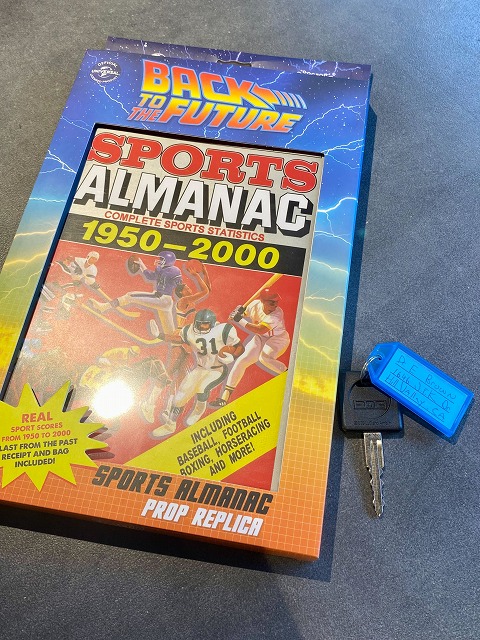 OFFICIAL
UNIVERSAL
BACK
TO THE
FUTURE
SPORTS
ALMANAC
COMPLETE SPORTS STATISTICS
1950-2000
31
INCLUDING
BASEBALL, FOOTBALL
BOXING, HORSERACING
AND MORE!
REAL
SPORT SCORES
FROM 1950 TO 2000
LAST FROM THE PAST
RECEIPT AND BAG
INCLUDED!
SPORTS ALMANAC
PROP REPLICA